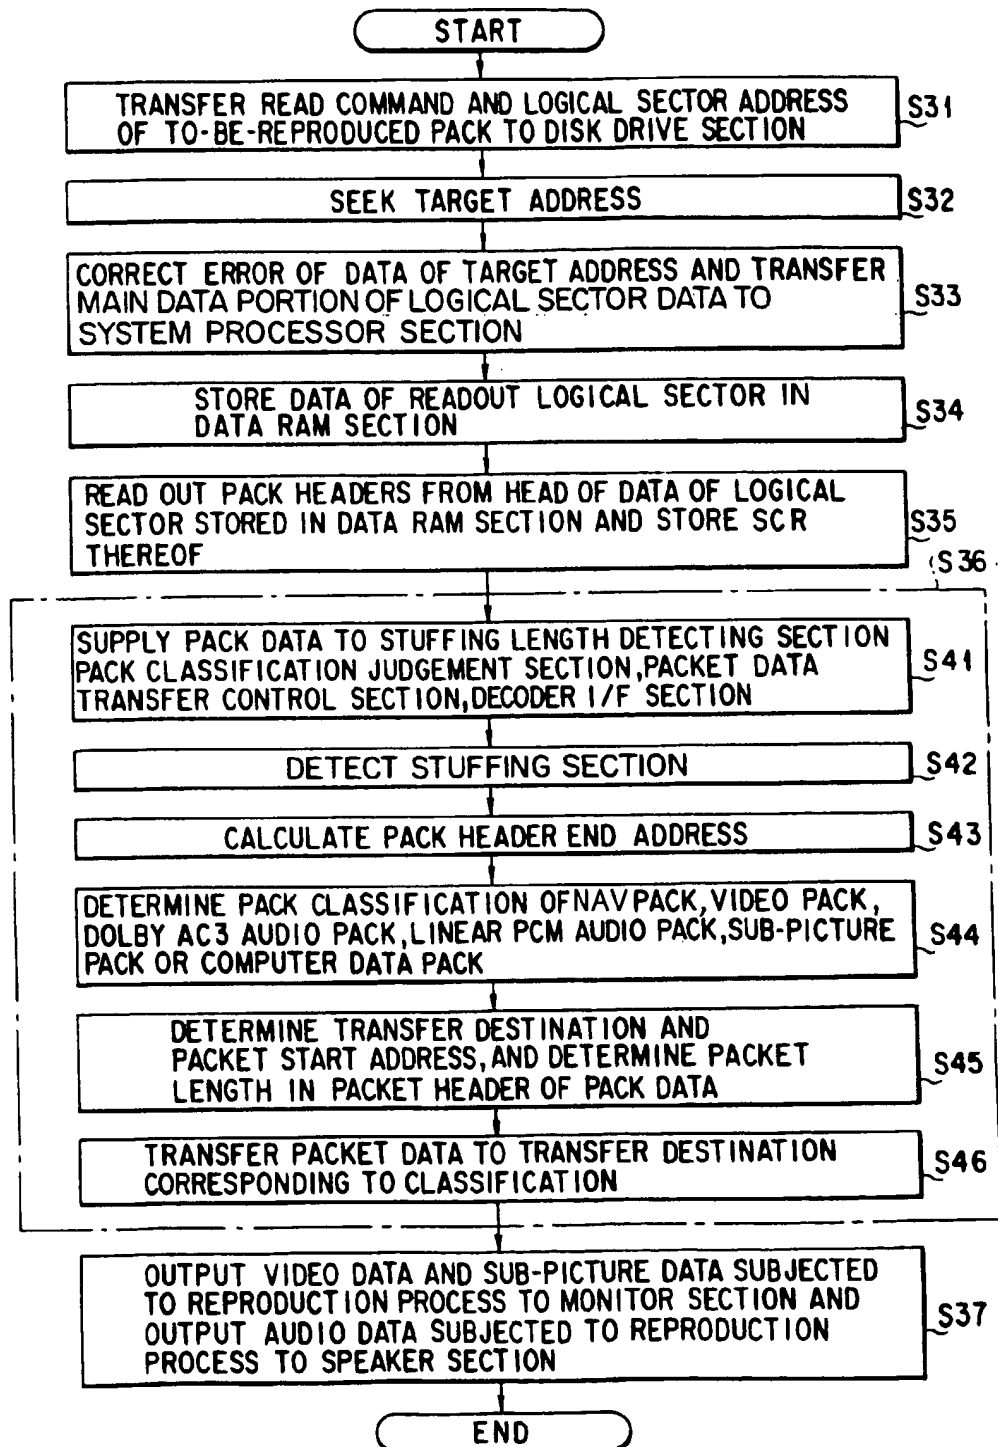 START
TRANSFER READ COMMAND AND LOGICAL SECTOR ADDRESS
OF TO-BE-REPRODUCED PACK TO DISK DRIVE SECTION
S31
SEEK TARGET ADDRESS
S32
CORRECT ERROR OF DATA OF TARGET ADDRESS AND TRANSFER
MAIN DATA PORTION OF LOGICAL SECTOR DATA TO
SYSTEM PROCESSOR SECTION
S33
STORE DATA OF READOUT LOGICAL SECTOR IN
DATA RAM SECTION
S34
READ OUT PACK HEADERS FROM HEAD OF DATA OF LOGICAL
SECTOR STORED IN DATA RAM SECTION AND STORE SCR
THEREOF
S35
S36
SUPPLY PACK DATA TO STUFFING LENGTH DETECTING SECTION
PACK CLASSIFICATION JUDGEMENT SECTION, PACKET DATA
TRANSFER CONTROL SECTION, DECODER I/F SECTION
S41
DETECT STUFFING SECTION
S42
CALCULATE PACK HEADER END ADDRESS
S43
DETERMINE PACK CLASSIFICATION OF NAV PACK, VIDEO PACK,
DOLBY AC3 AUDIO PACK, LINEAR PCM AUDIO PACK, SUB-PICTURE
PACK OR COMPUTER DATA PACK
S44
DETERMINE TRANSFER DESTINATION AND
PACKET START ADDRESS, AND DETERMINE PACKET
LENGTH IN PACKET HEADER OF PACK DATA
S45
TRANSFER PACKET DATA TO TRANSFER DESTINATION
CORRESPONDING TO CLASSIFICATION
S46
OUTPUT VIDEO DATA AND SUB-PICTURE DATA SUBJECTED
TO REPRODUCTION PROCESS TO MONITOR SECTION AND
OUTPUT AUDIO DATA SUBJECTED TO REPRODUCTION
PROCESS TO SPEAKER SECTION
S37
END